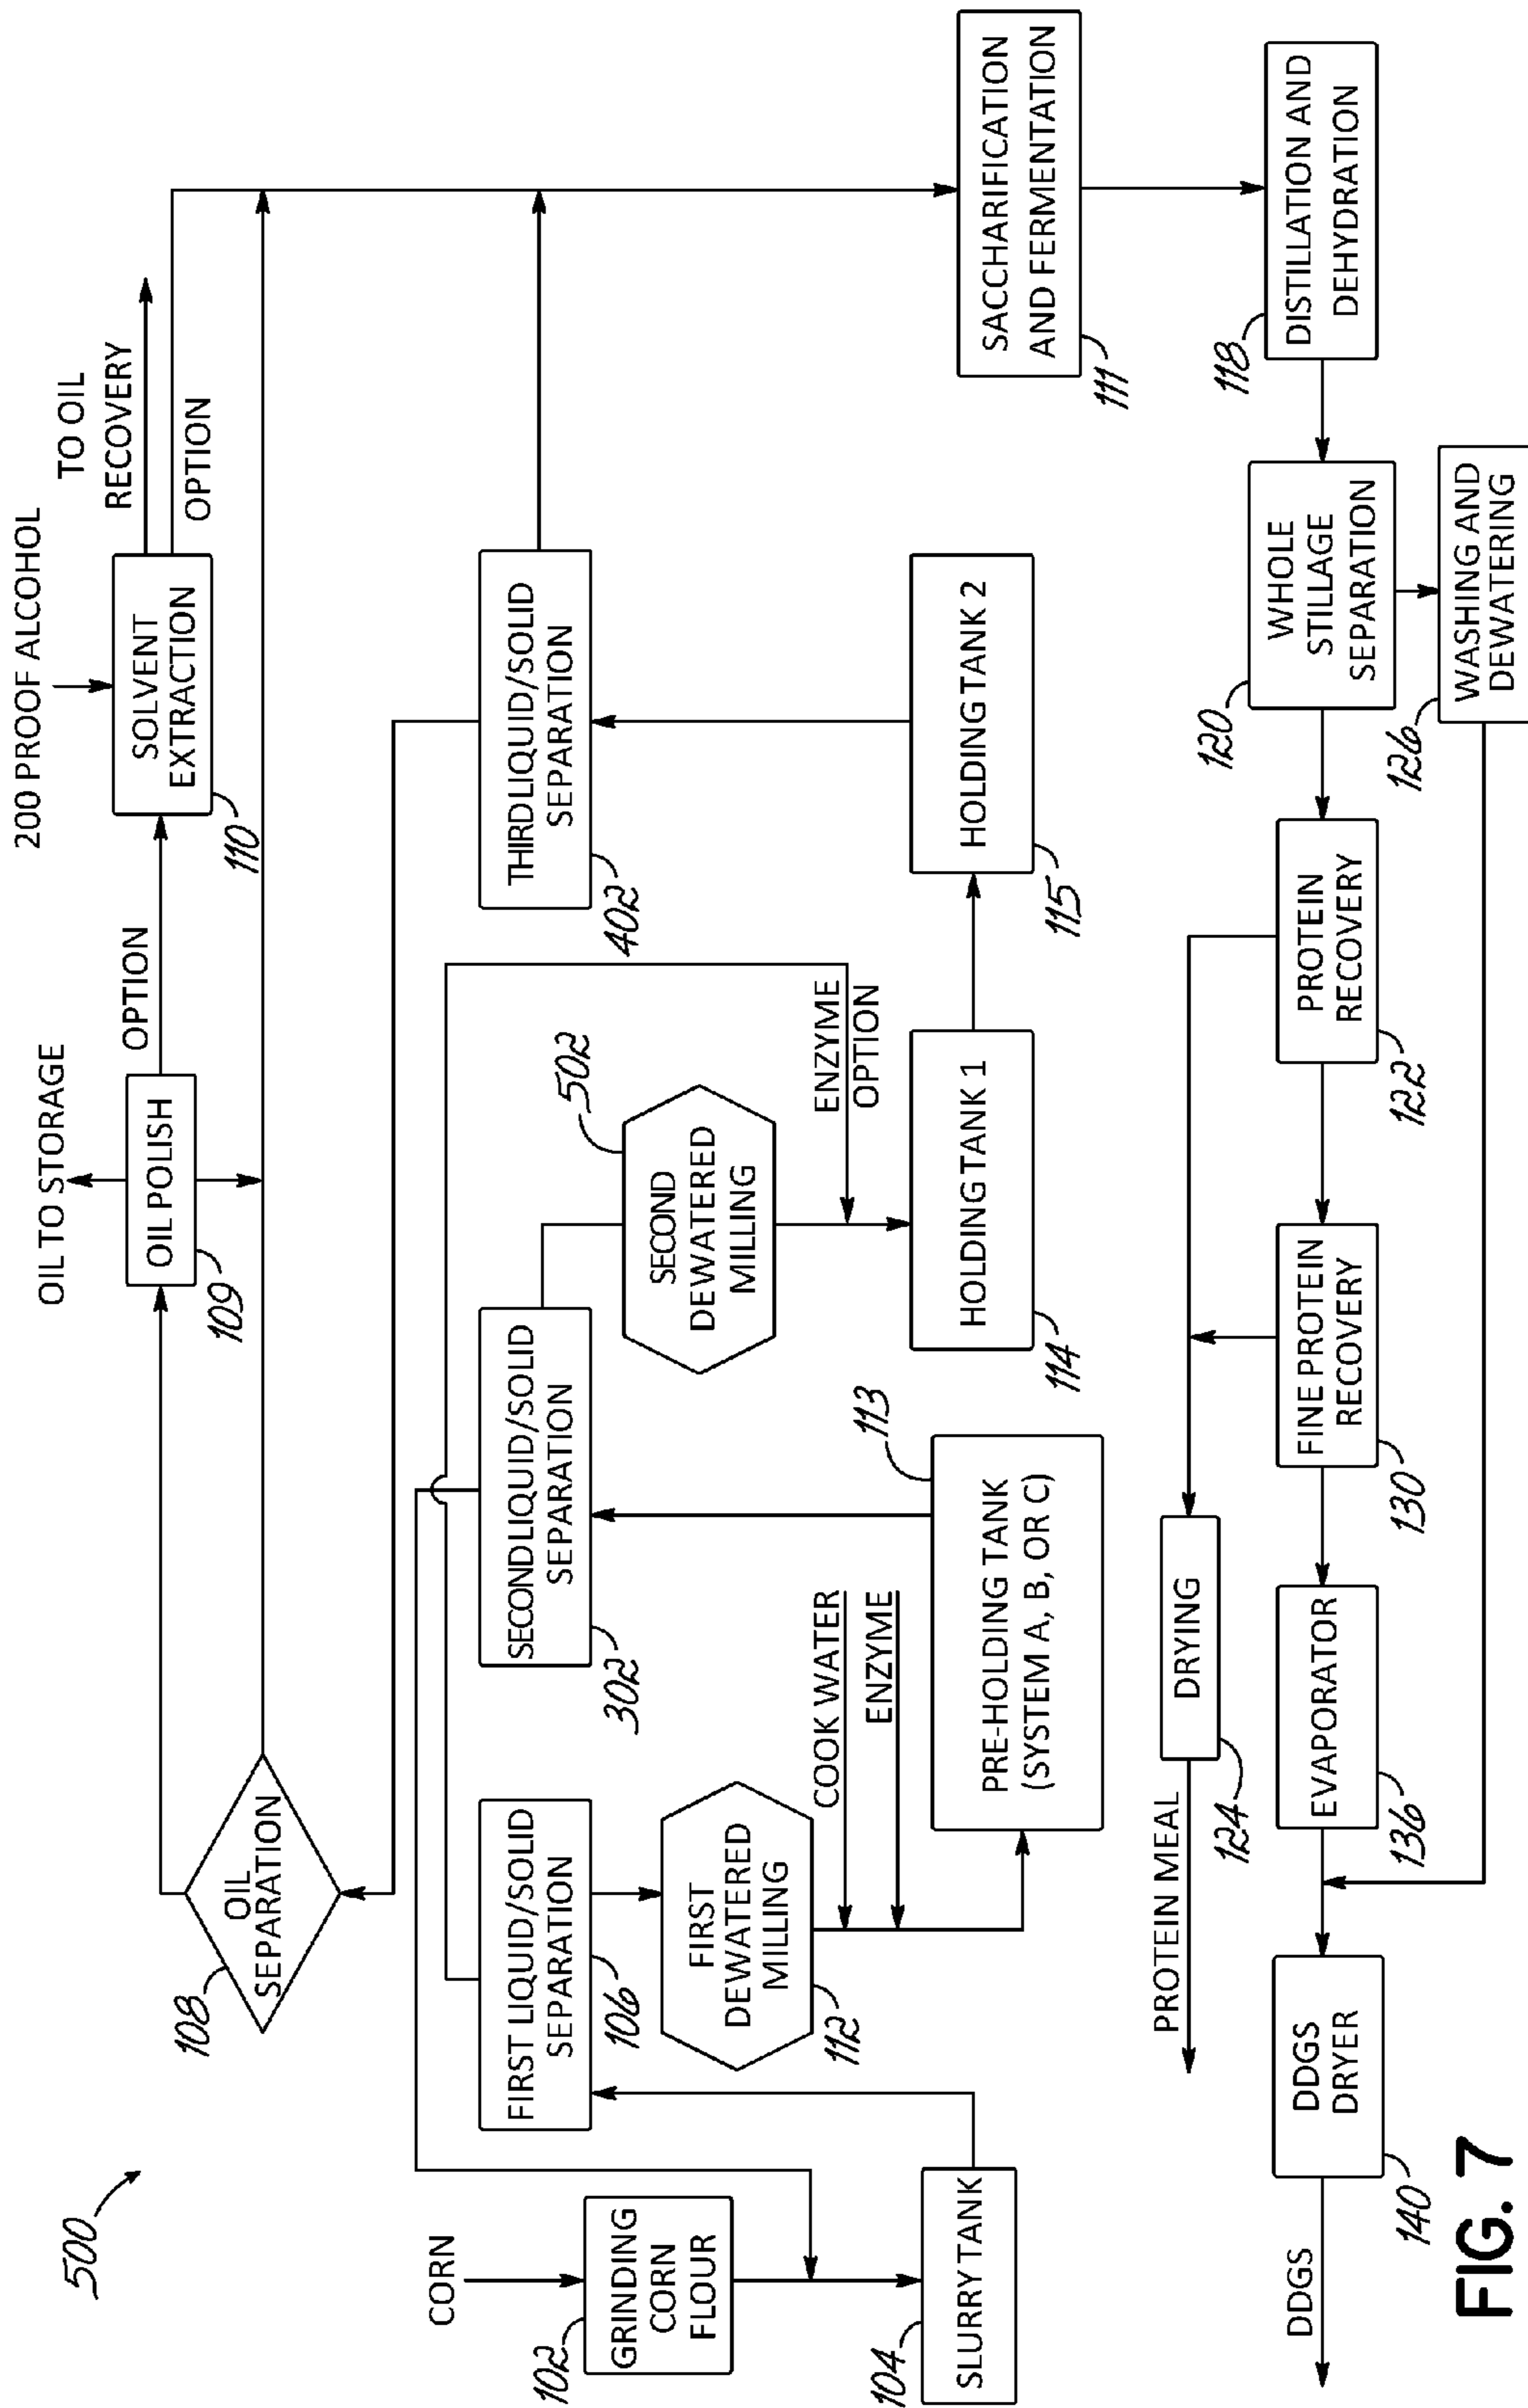 500
CORN
102
GRINDING
CORN
FLOUR
104
SLURRY TANK
108
OIL
SEPARATION
OIL TO STORAGE
OIL POLISH
109
OPTION
200 PROOF ALCOHOL
SOLVENT
EXTRACTION
110
TO OIL
RECOVERY
OPTION
FIRST LIQUID/SOLID
SEPARATION
106
FIRST
DEWATERED
MILLING
112
COOK WATER
ENZYME
PRE-HOLDING TANK
(SYSTEM A, B, OR C)
113
SECOND LIQUID/SOLID
SEPARATION
302
SECOND
DEWATERED
MILLING
502
ENZYME
OPTION
HOLDING TANK 1
114
THIRD LIQUID/SOLID
SEPARATION
402
HOLDING TANK 2
115
SACCHARIFICATION
AND FERMENTATION
111
DISTILLATION AND
DEHYDRATION
118
WHOLE
STILLAGE
SEPARATION
120
WASHING AND
DEWATERING
126
PROTEIN
RECOVERY
122
FINE PROTEIN
RECOVERY
130
DRYING
124
PROTEIN MEAL
EVAPORATOR
136
DDGS
DRYER
140
DDGS
FIG. 7